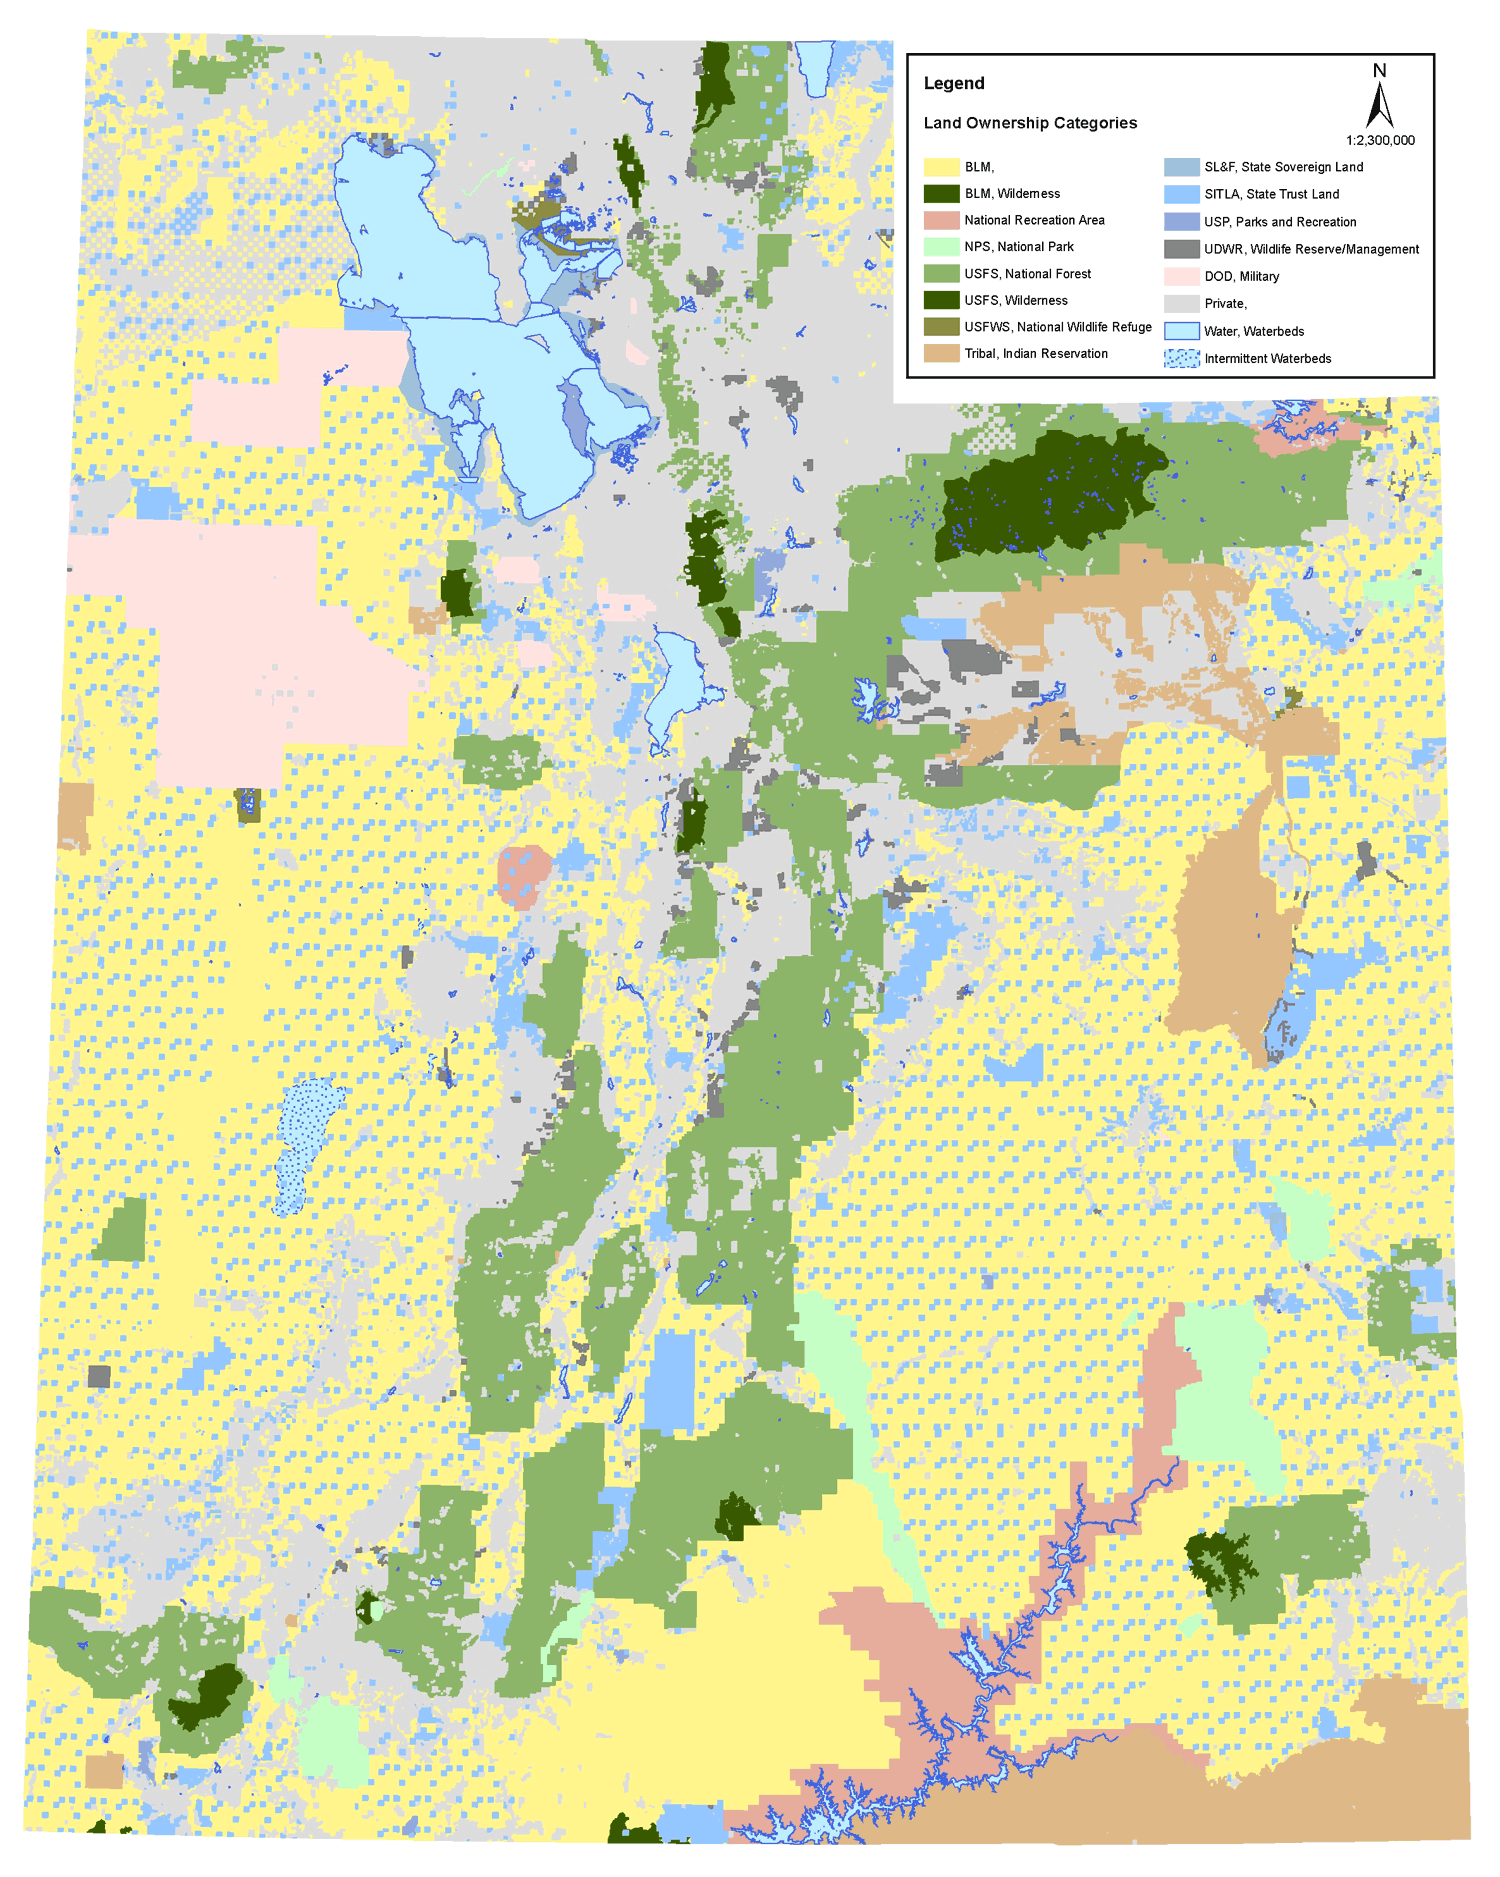 Legend
N
Land Ownership Categories
1:2,300,000
BLM,
BLM, Wilderness
National Recreation Area
NPS, National Park
USFS, National Forest
USFS, Wilderness
USFWS, National Wildlife Refuge
Tribal, Indian Reservation
SL&F, State Sovereign Land
SITLA, State Trust Land
USP, Parks and Recreation
UDWR, Wildlife Reserve/Management
DOD, Military
Private,
Water, Waterbeds
Intermittent Waterbeds